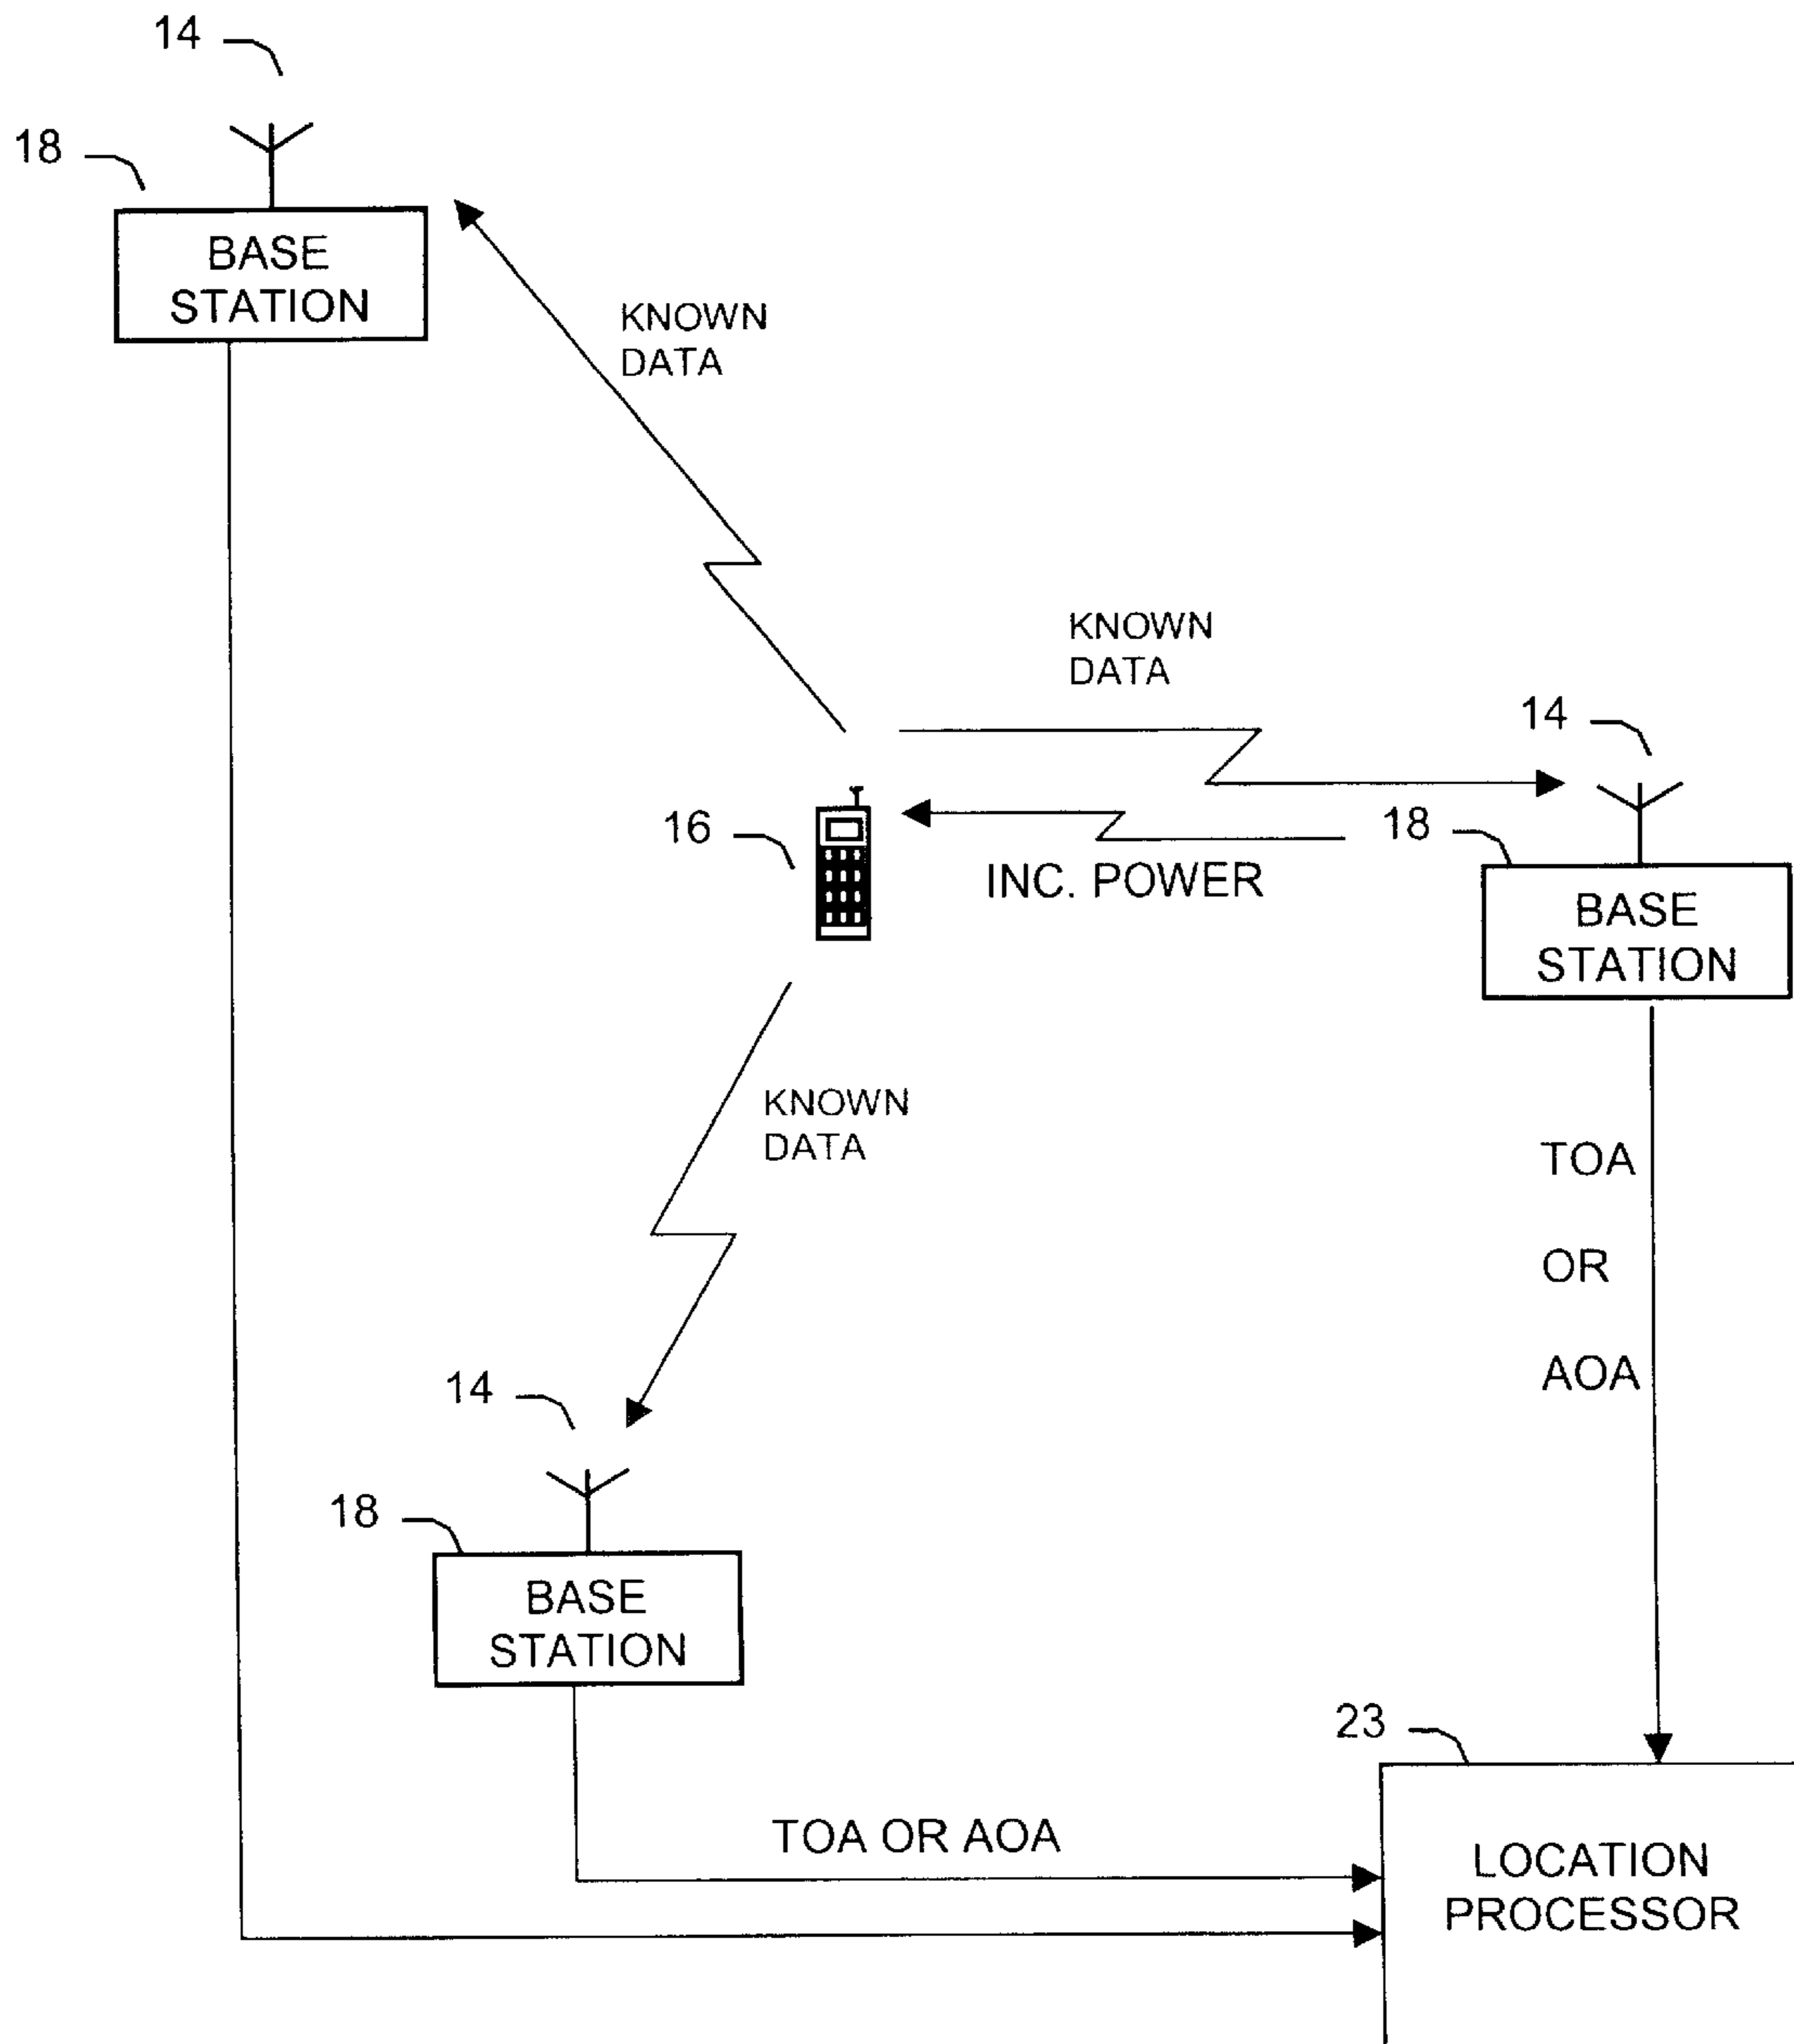 14
18
BASE
STATION
KNOWN
DATA
KNOWN
DATA
14
16
18
INC. POWER
BASE
STATION
KNOWN
DATA
TOA
OR
AOA
14
18
BASE
STATION
23
TOA OR AOA
LOCATION
PROCESSOR